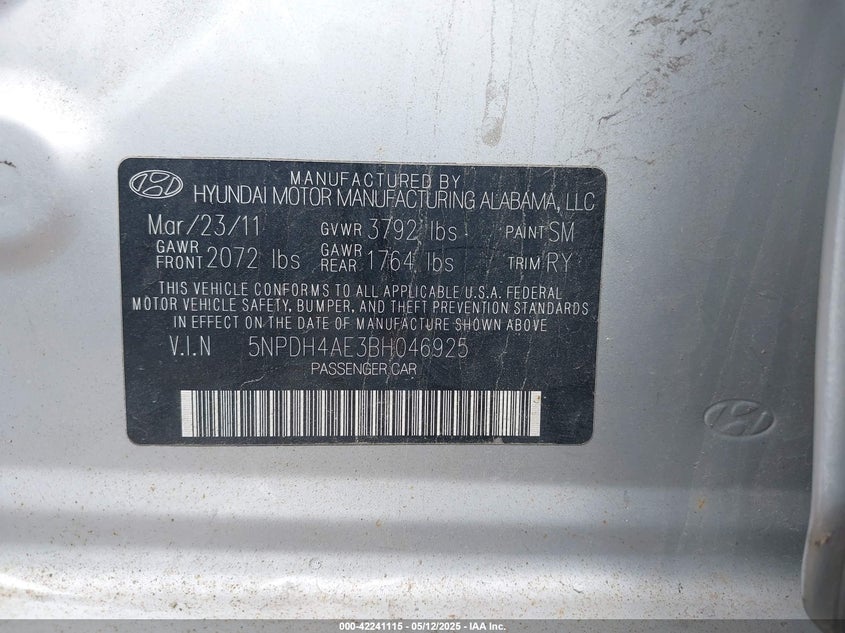 MANUFACTURED BY
HYUNDAI MOTOR MANUFACTURING ALABAMA, LLC
Mar/23/11 GVWR 3792 lbs PAINT SM
GAWR FRONT 2072 lbs GAWR REAR 1764 lbs TRIM RY
THIS VEHICLE CONFORMS TO ALL APPLICABLE U.S.A. FEDERAL
MOTOR VEHICLE SAFETY, BUMPER, AND THEFT PREVENTION STANDARDS
IN EFFECT ON THE DATE OF MANUFACTURE SHOWN ABOVE
V.I.N 5NPDH4AE3BH046925
PASSENGER CAR
000-42241115 - 05/12/2025 - IAA Inc.